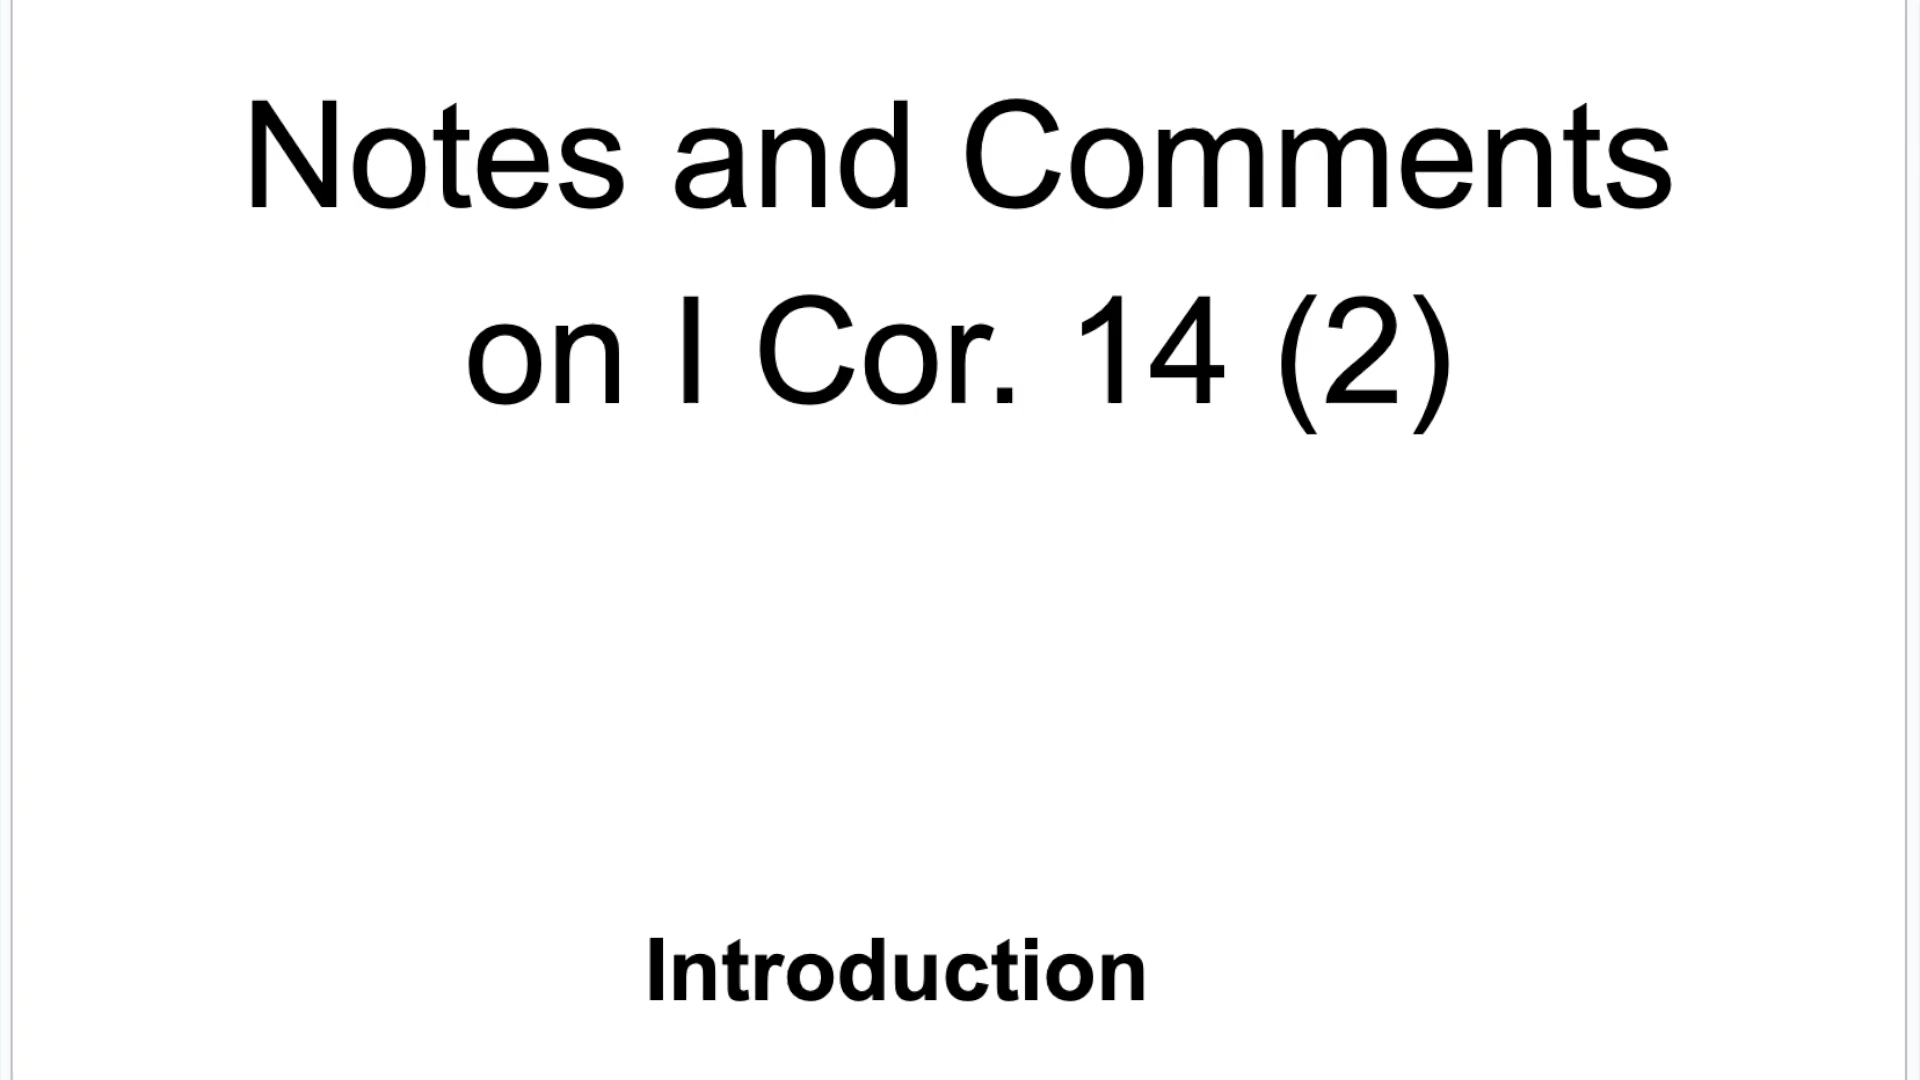 Notes and Comments
on I Cor. 14 (2)
Introduction